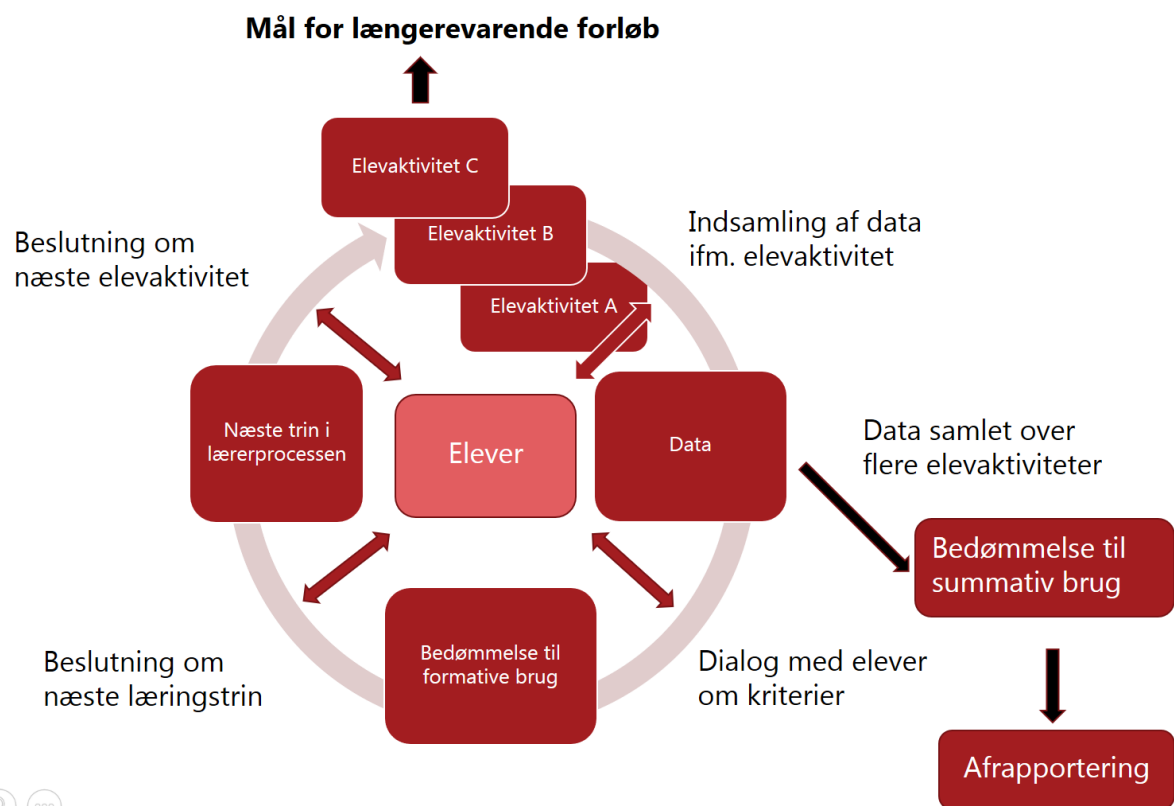 Mål for længerevarende forløb
Elevaktivitet C
Elevaktivitet B
Elevaktivitet A
Indsamling af data
ifm. elevaktivitet
Beslutning om
næste elevaktivitet
Næste trin i
lærerprocessen
Elever
Data
Data samlet over
flere elevaktiviteter
Bedømmelse til
summativ brug
Bedømmelse til
formative brug
Beslutning om
næste læringstrin
Dialog med elever
om kriterier
Afrapportering